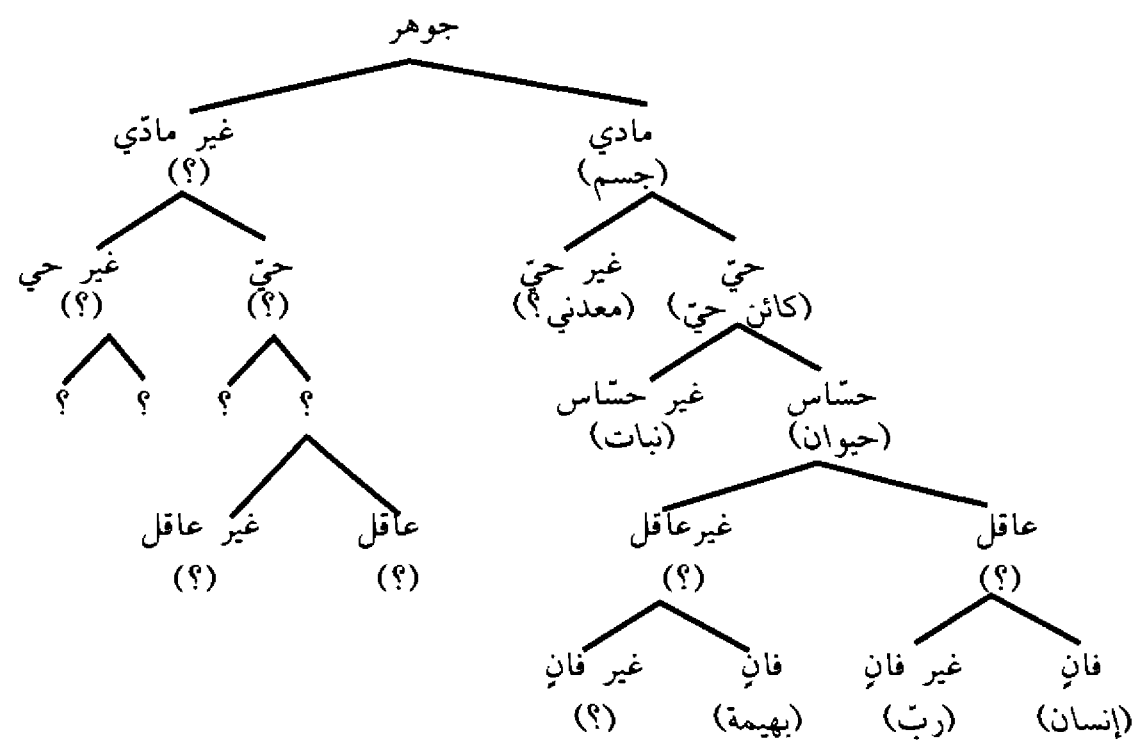 جوهر
مادي غير مادّي
(جسم) (؟)
حيّ غير حيّ حيّ غير حي
(كائن حيّ) (معدني؟) (؟) (؟)
حسّاس غير حسّاس ؟ ؟ ؟ ؟
(حيوان) (نبات)
عاقل غيرعاقل عاقل غير عاقل
(؟) (؟) (؟) (؟)
فانٍ غير فانٍ فانٍ غير فانٍ
(إنسان) (ربّ) (بهيمة) (؟)